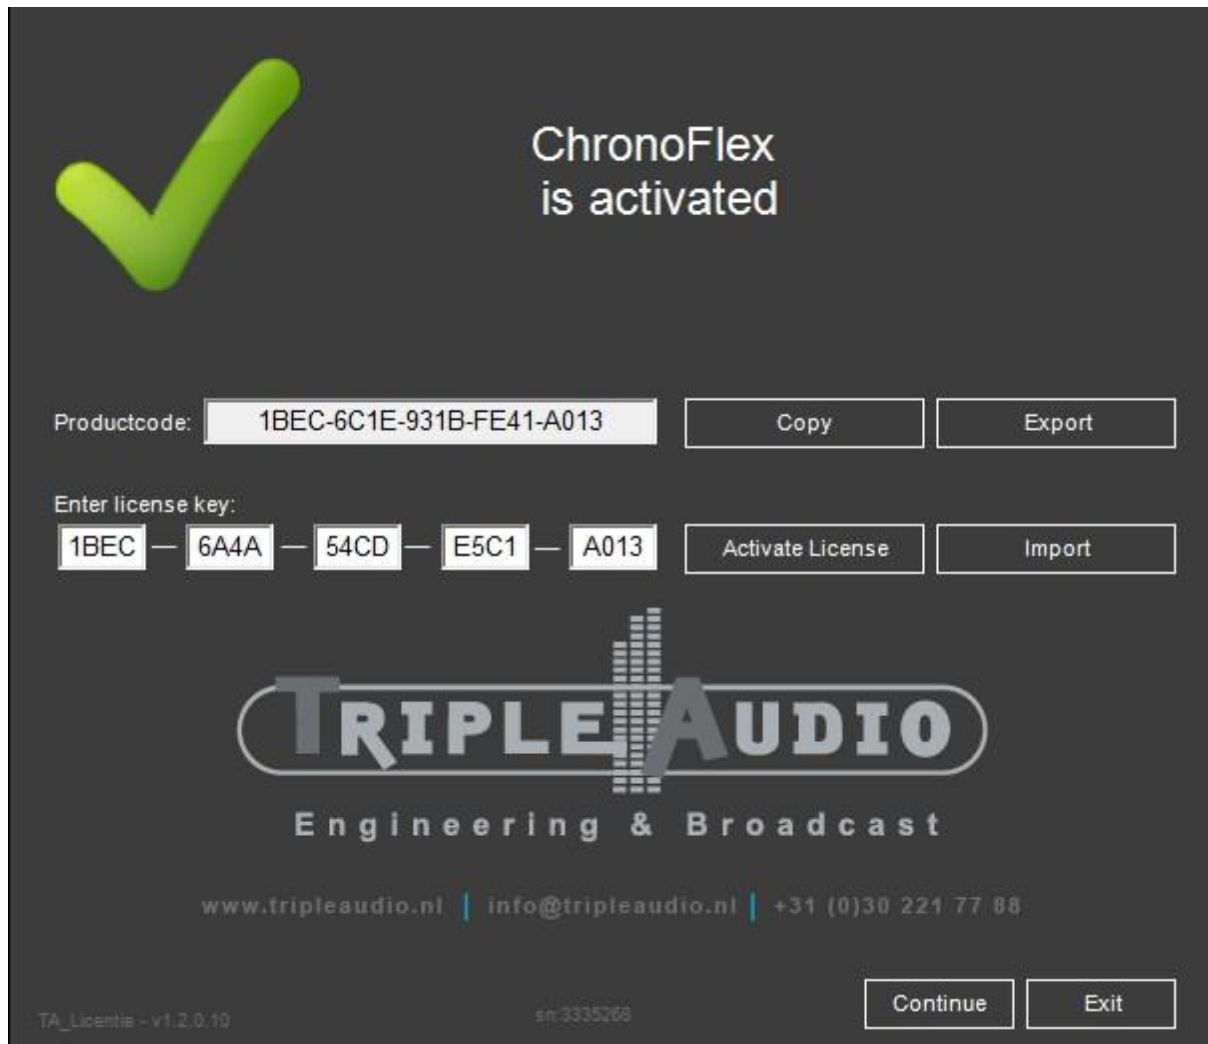 ChronoFlex
is activated
Productcode: 1BEC-6C1E-931B-FE41-A013 Copy Export
Enter license key:
1BEC — 6A4A — 54CD — E5C1 — A013 Activate License Import
TRIPLE AUDIO
Engineering & Broadcast
www.tripleaudio.nl | info@tripleaudio.nl | +31 (0)30 221 77 88
Continue Exit
TA_Licentie - v1.2.0.10 sn:3335268